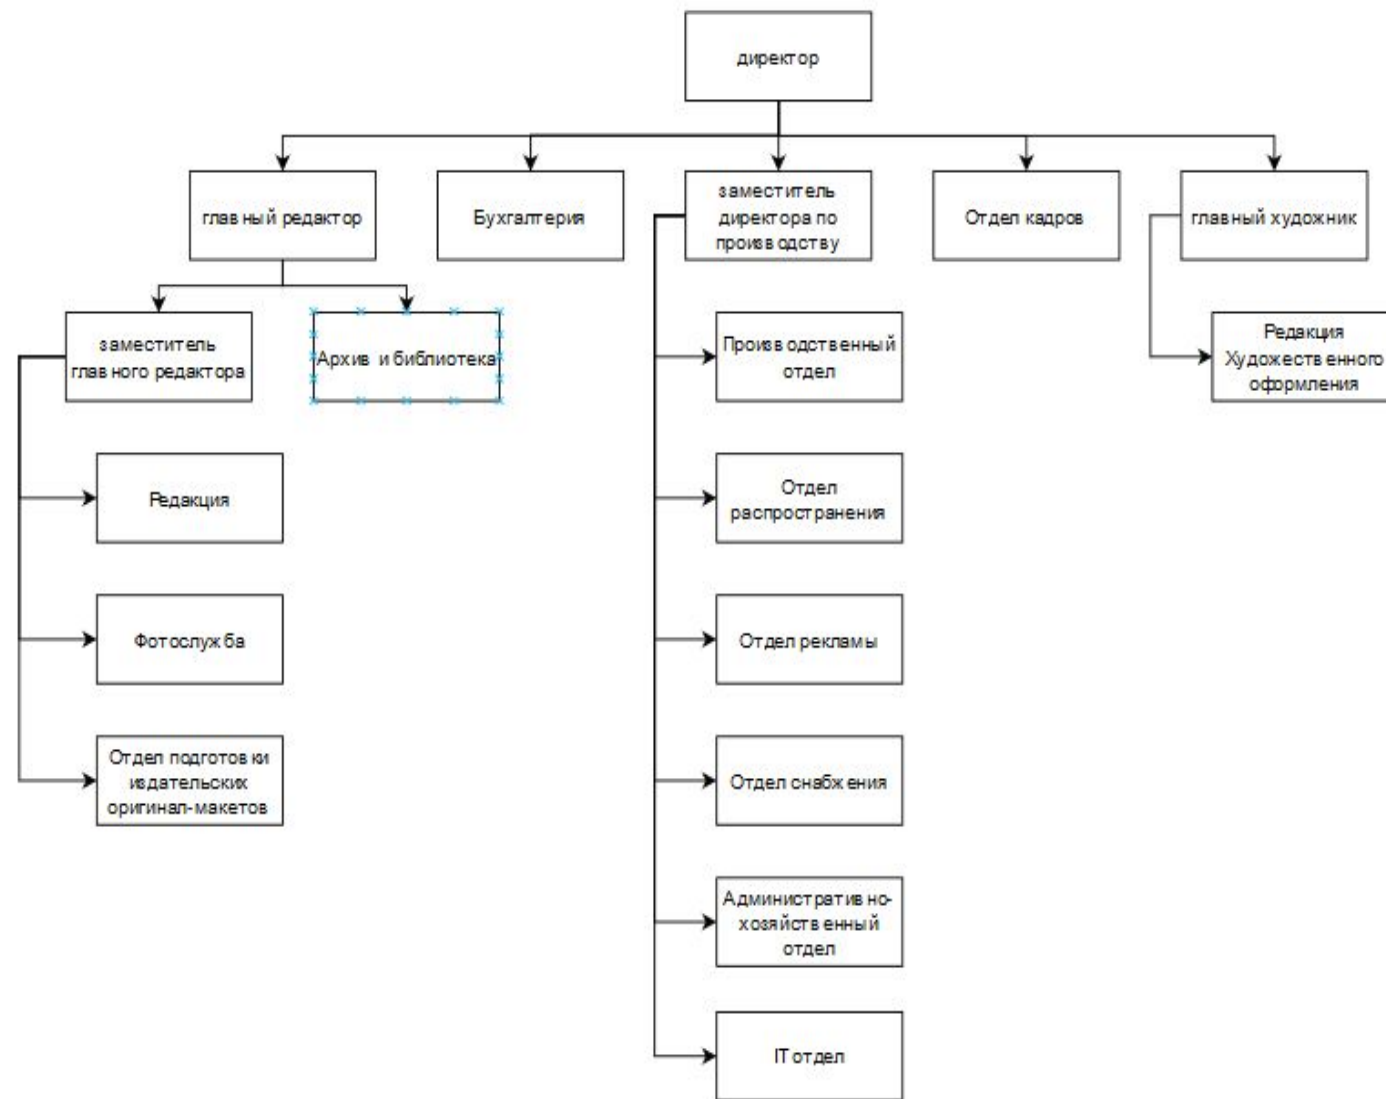 директор
главный редактор
Бухгалтерия
заместитель
директора по
производству
Отдел кадров
главный художник
заместитель
главного редактора
Архив и библиотека
Производственный
отдел
Редакция
Художественного
оформления
Редакция
Отдел
распространения
Фотослужба
Отдел рекламы
Отдел подготовки
издательских
оригинал-макетов
Отдел снабжения
Административно-
хозяйственный
отдел
IT отдел